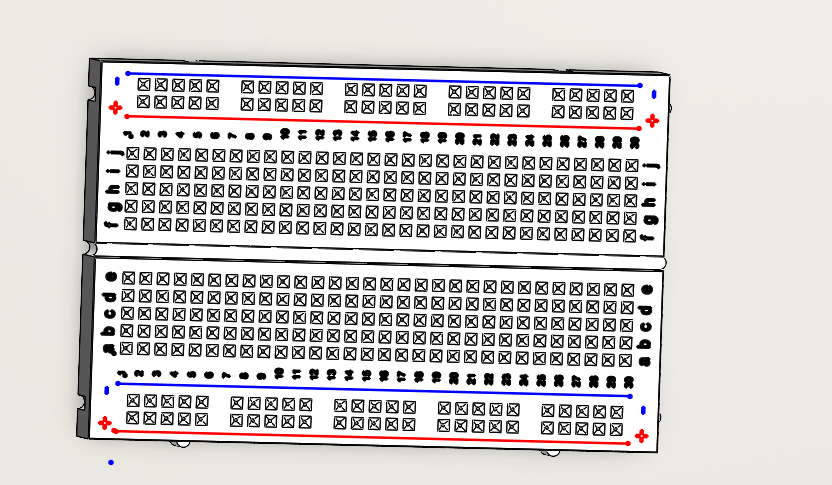 - -
+ +
1 2 3 4 5 6 7 8 9 10 11 12 13 14 15 16 17 18 19 20 21 22 23 24 25 26 27 28 29 30
j j
i i
h h
g g
f f
e e
d d
c c
b b
a a
1 2 3 4 5 6 7 8 9 10 11 12 13 14 15 16 17 18 19 20 21 22 23 24 25 26 27 28 29 30
- -
+ +